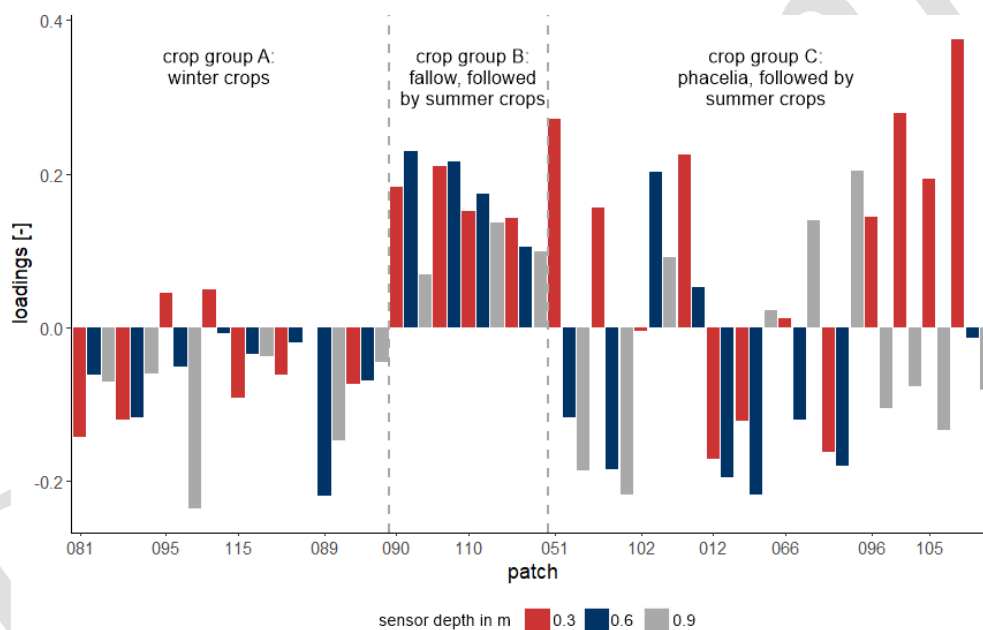 0.4
crop group A:
winter crops
crop group B:
fallow, followed
by summer crops
crop group C:
phacelia, followed by
summer crops
0.2
loadings [-]
0.0
-0.2
081 095 115 089 090 110 051 102 012 066 096 105
patch
sensor depth in m 0.3 0.6 0.9